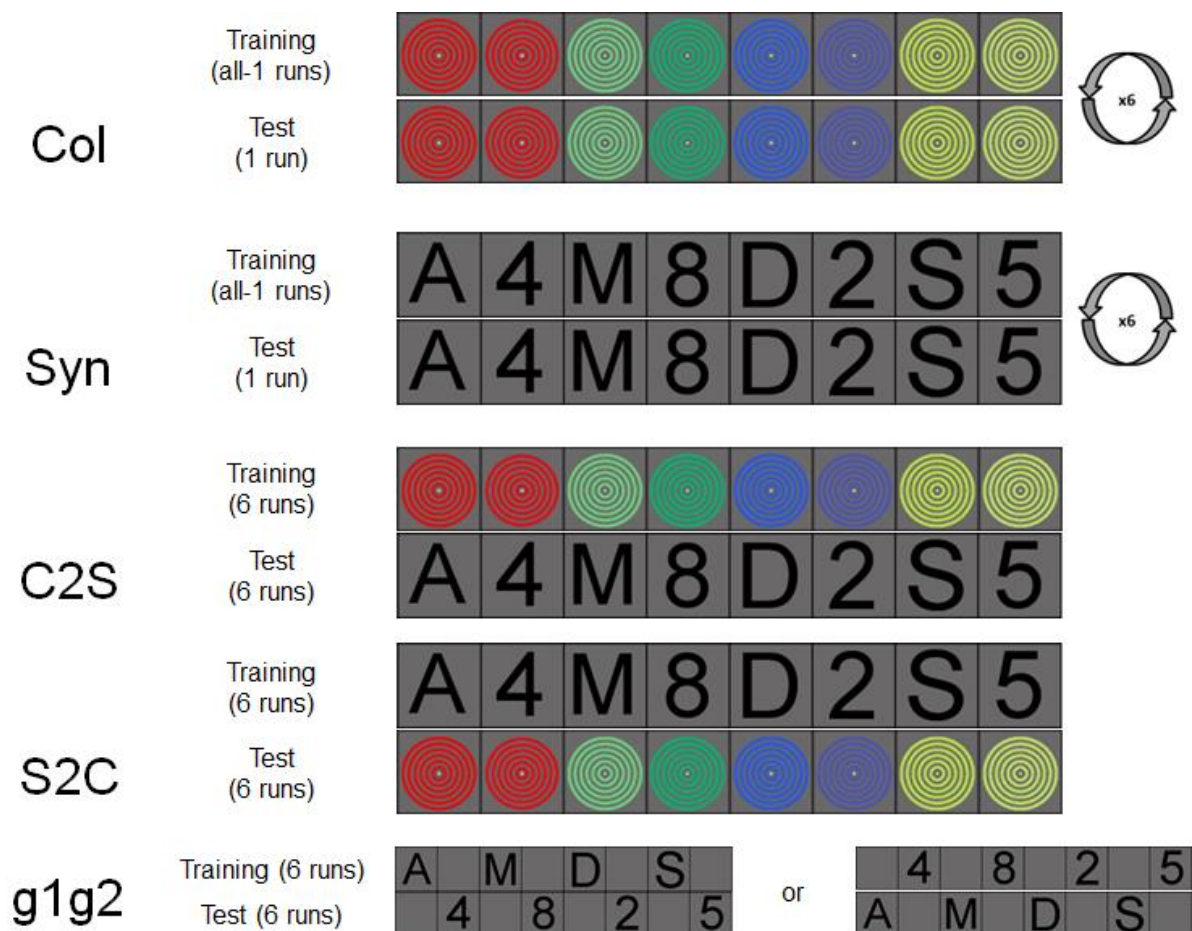 Training
(all-1 runs)
x6
Col
Test
(1 run)
Training
(all-1 runs)
A 4 M 8 D 2 S 5
x6
Syn
Test
(1 run)
A 4 M 8 D 2 S 5
Training
(6 runs)
C2S
Test
(6 runs)
A 4 M 8 D 2 S 5
Training
(6 runs)
A 4 M 8 D 2 S 5
S2C
Test
(6 runs)
g1g2
Training (6 runs)
A M D S
or
4 8 2 5
Test (6 runs)
4 8 2 5
A M D S